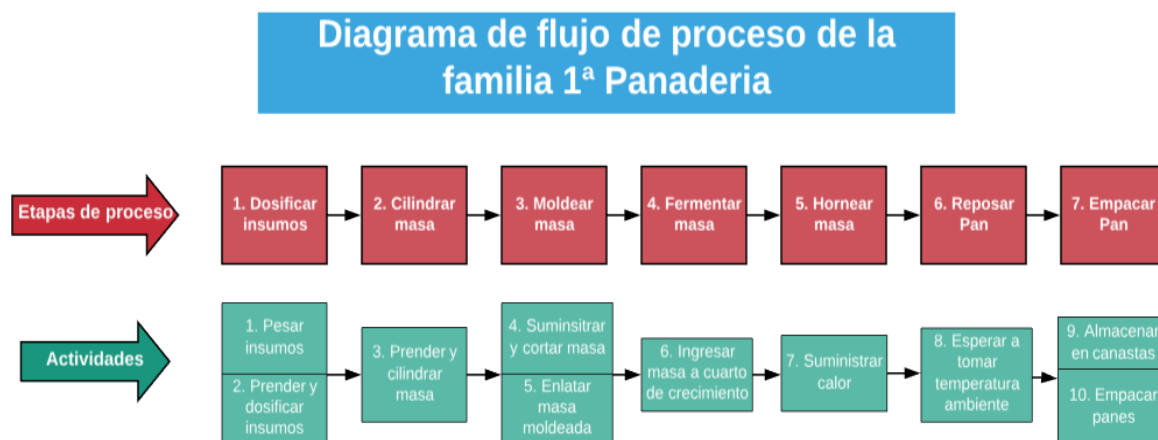 Diagrama de flujo de proceso de la
familia 1ª Panaderia
Etapas de proceso
1. Dosificar
insumos
2. Cilindrar
masa
3. Moldear
masa
4. Fermentar
masa
5. Hornear
masa
6. Reposar
Pan
7. Empacar
Pan
Actividades
1. Pesar
insumos
2. Prender y
dosificar
insumos
3. Prender y
cilindrar
masa
4. Suminsitrar
y cortar masa
5. Enlatar
masa
moldeada
6. Ingresar
masa a cuarto
de crecimiento
7. Suministrar
calor
8. Esperar a
tomar
temperatura
ambiente
9. Almacenar
en canastas
10. Empacar
panes